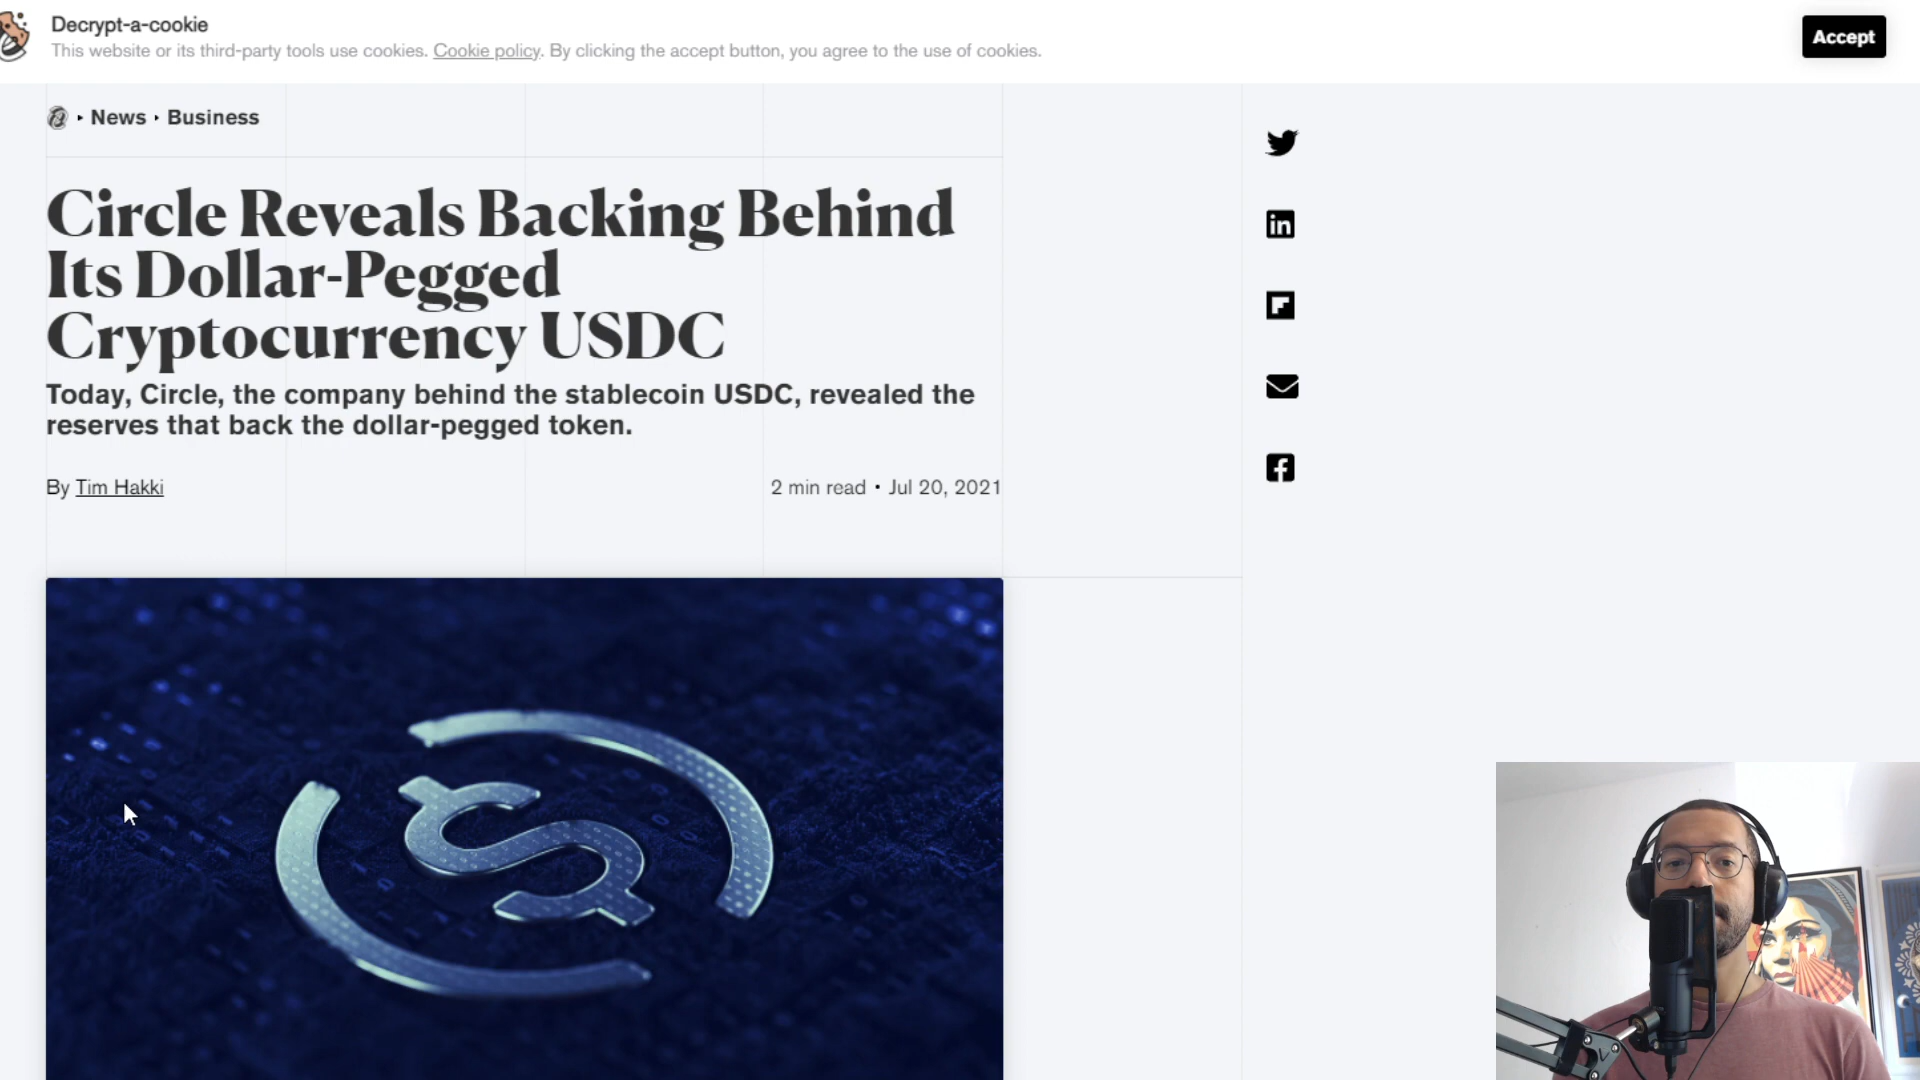 Decrypt-a-cookie
This website or its third-party tools use cookies. Cookie policy. By clicking the accept button, you agree to the use of cookies.
Accept
News
Business
Circle Reveals Backing Behind
Its Dollar-Pegged
Cryptocurrency USDC
Today, Circle, the company behind the stablecoin USDC, revealed the
reserves that back the dollar-pegged token.
By Tim Hakki
2 min read • Jul 20, 2021